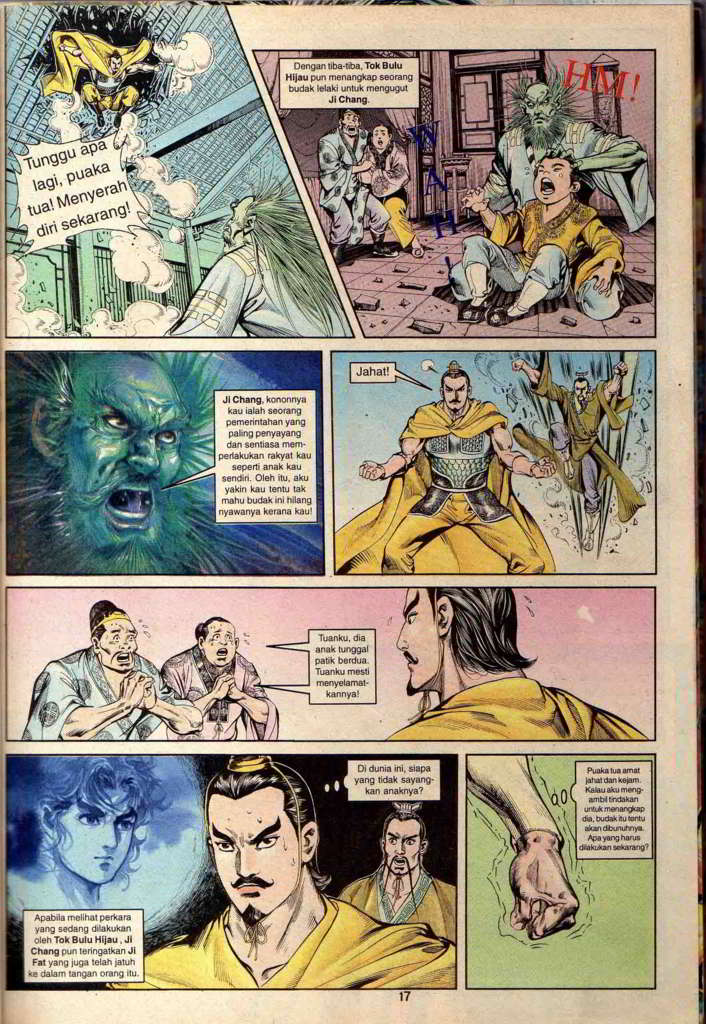 Tunggu apa
lagi, puaka
tua! Menyerah
diri sekarang!
Dengan tiba-tiba, Tok Bulu
Hijau pun menangkap seorang
budak lelaki untuk mengugut
Ji Chang.
HM!
WAH!
Ji Chang, kononnya
kau ialah seorang
pemerintahan yang
paling penyayang
dan sentiasa mem-
perlakukan rakyat kau
seperti anak kau
sendiri. Oleh itu, aku
yakin kau tentu tak
mahu budak ini hilang
nyawanya kerana kau!
Jahat!
Tuanku, dia
anak tunggal
patik berdua.
Tuanku mesti
menyelamat-
kannya!
Di dunia ini, siapa
yang tidak sayang-
kan anaknya?
Apabila melihat perkara
yang sedang dilakukan
oleh Tok Bulu Hijau , Ji
Chang pun teringatkan Ji
Fat yang juga telah jatuh
ke dalam tangan orang itu.
Puaka tua amat
jahat dan kejam.
Kalau aku meng-
ambil tindakan
untuk menangkap
dia, budak itu tentu
akan dibunuhnya.
Apa yang harus
dilakukan sekarang?
17